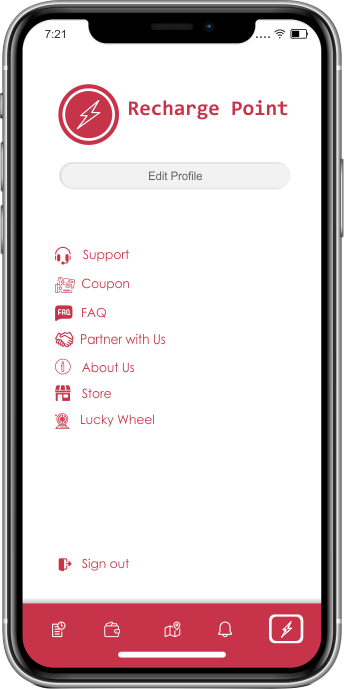 7:21
Recharge Point
Edit Profile
Support
Coupon
FAQ
FAQ
Partner with Us
About Us
Store
Lucky Wheel
Sign out